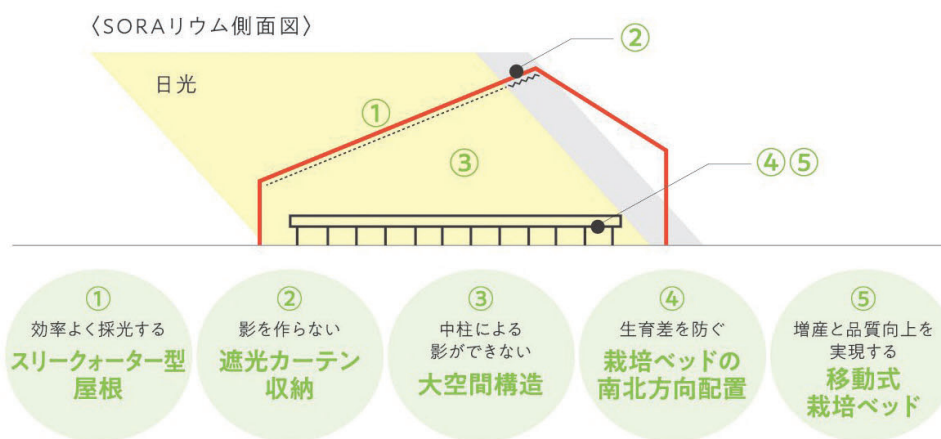 〈SORAリウム側面図〉
②
日光
①
③
④⑤
①
効率よく採光する
スリークォーター型
屋根
②
影を作らない
遮光カーテン
収納
③
中柱による
影ができない
大空間構造
④
生育差を防ぐ
栽培ベッドの
南北方向配置
⑤
増産と品質向上を
実現する
移動式
栽培ベッド